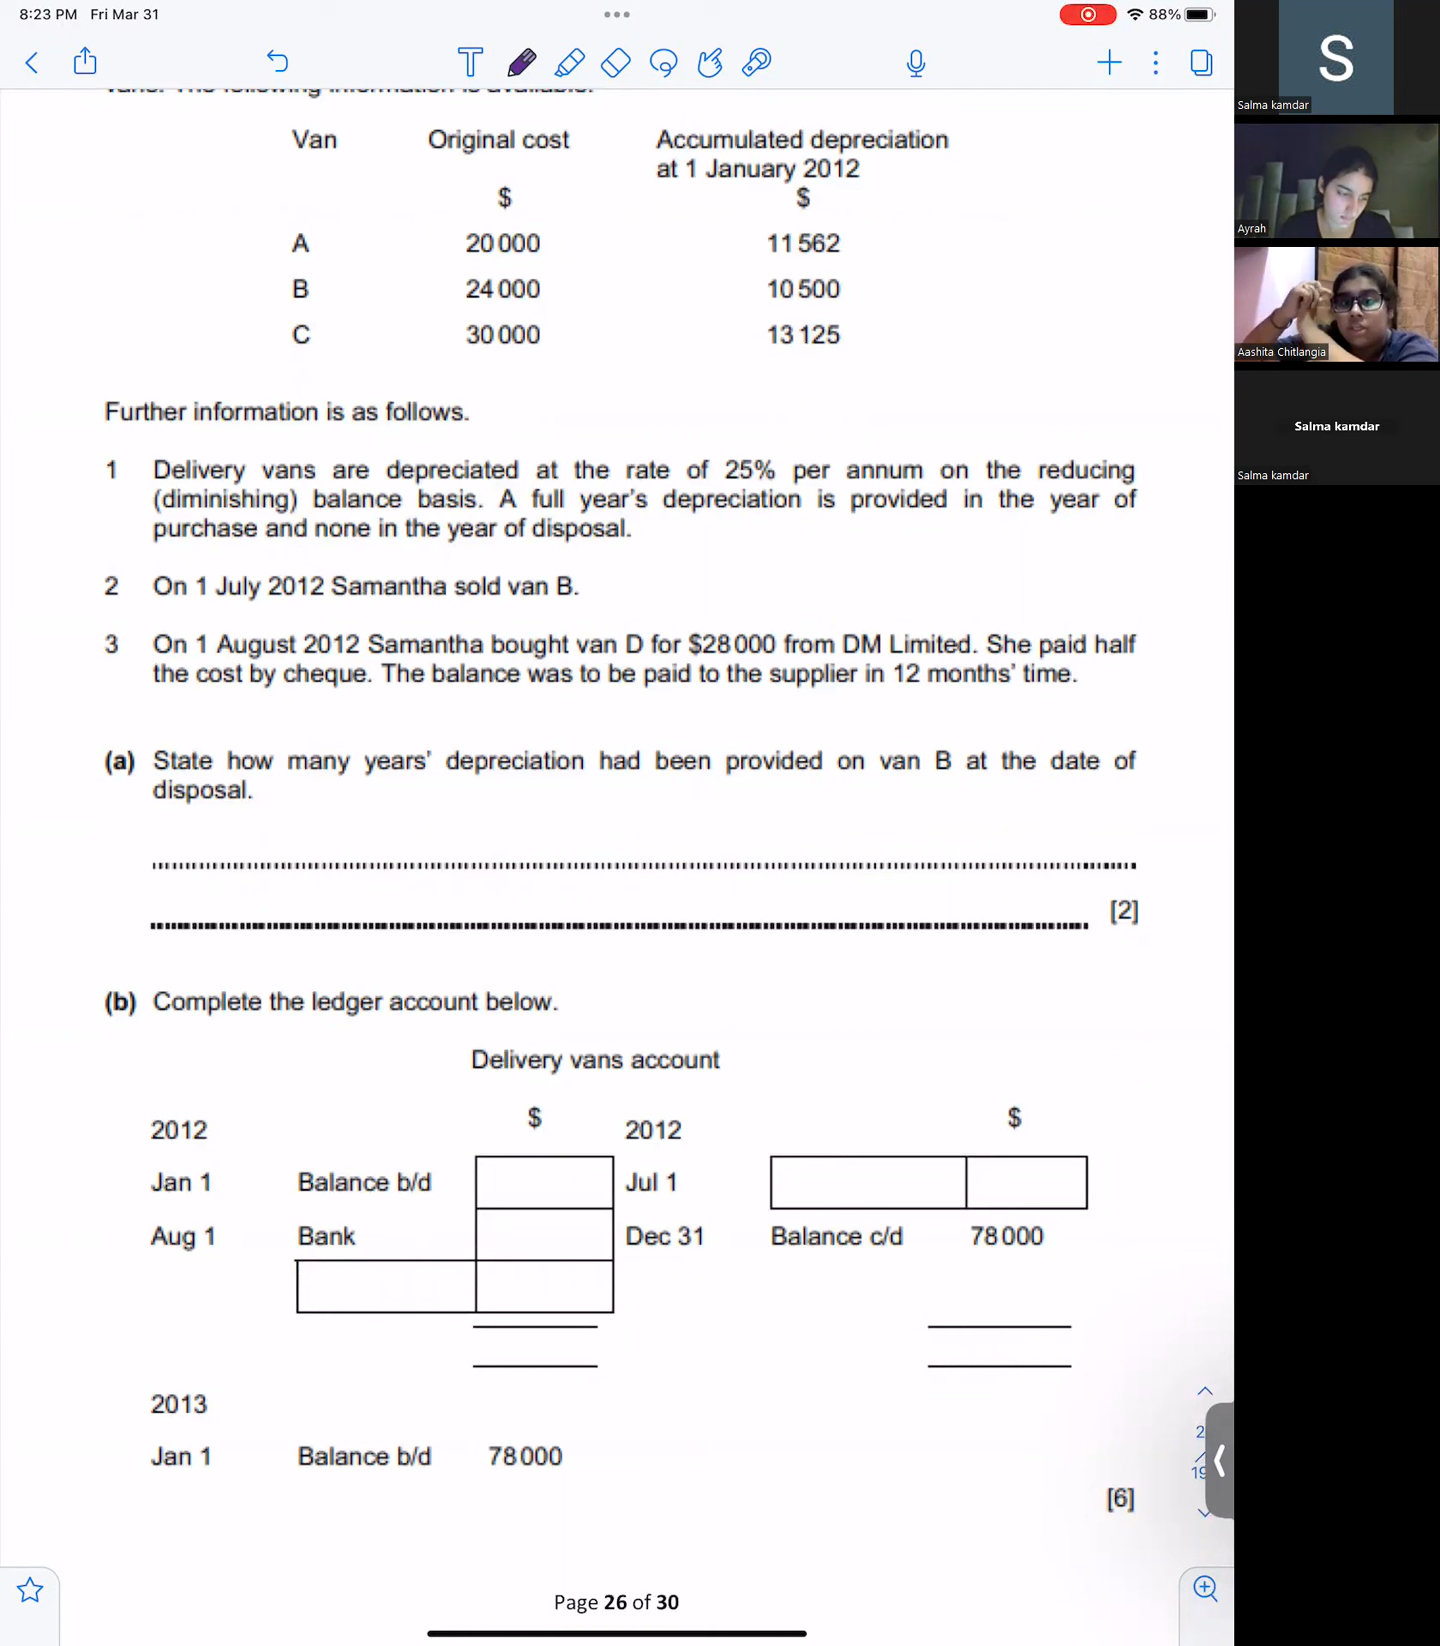 8:23 PM Fri Mar 31
88%
vans. The following information is available.
Van Original cost Accumulated depreciation
at 1 January 2012
$ $
A 20 000 11 562
B 24 000 10 500
C 30 000 13 125
Further information is as follows.
1 Delivery vans are depreciated at the rate of 25% per annum on the reducing
(diminishing) balance basis. A full year's depreciation is provided in the year of
purchase and none in the year of disposal.
2 On 1 July 2012 Samantha sold van B.
3 On 1 August 2012 Samantha bought van D for $28 000 from DM Limited. She paid half
the cost by cheque. The balance was to be paid to the supplier in 12 months' time.
(a) State how many years' depreciation had been provided on van B at the date of
disposal.
[2]
(b) Complete the ledger account below.
Delivery vans account
$ $
2012 2012
Jan 1 Balance b/d Jul 1
Aug 1 Bank Dec 31 Balance c/d 78 000
2013
Jan 1 Balance b/d 78 000
[6]
Page 26 of 30
S
Salma kamdar
Ayrah
Aashita Chitlangia
Salma kamdar
Salma kamdar